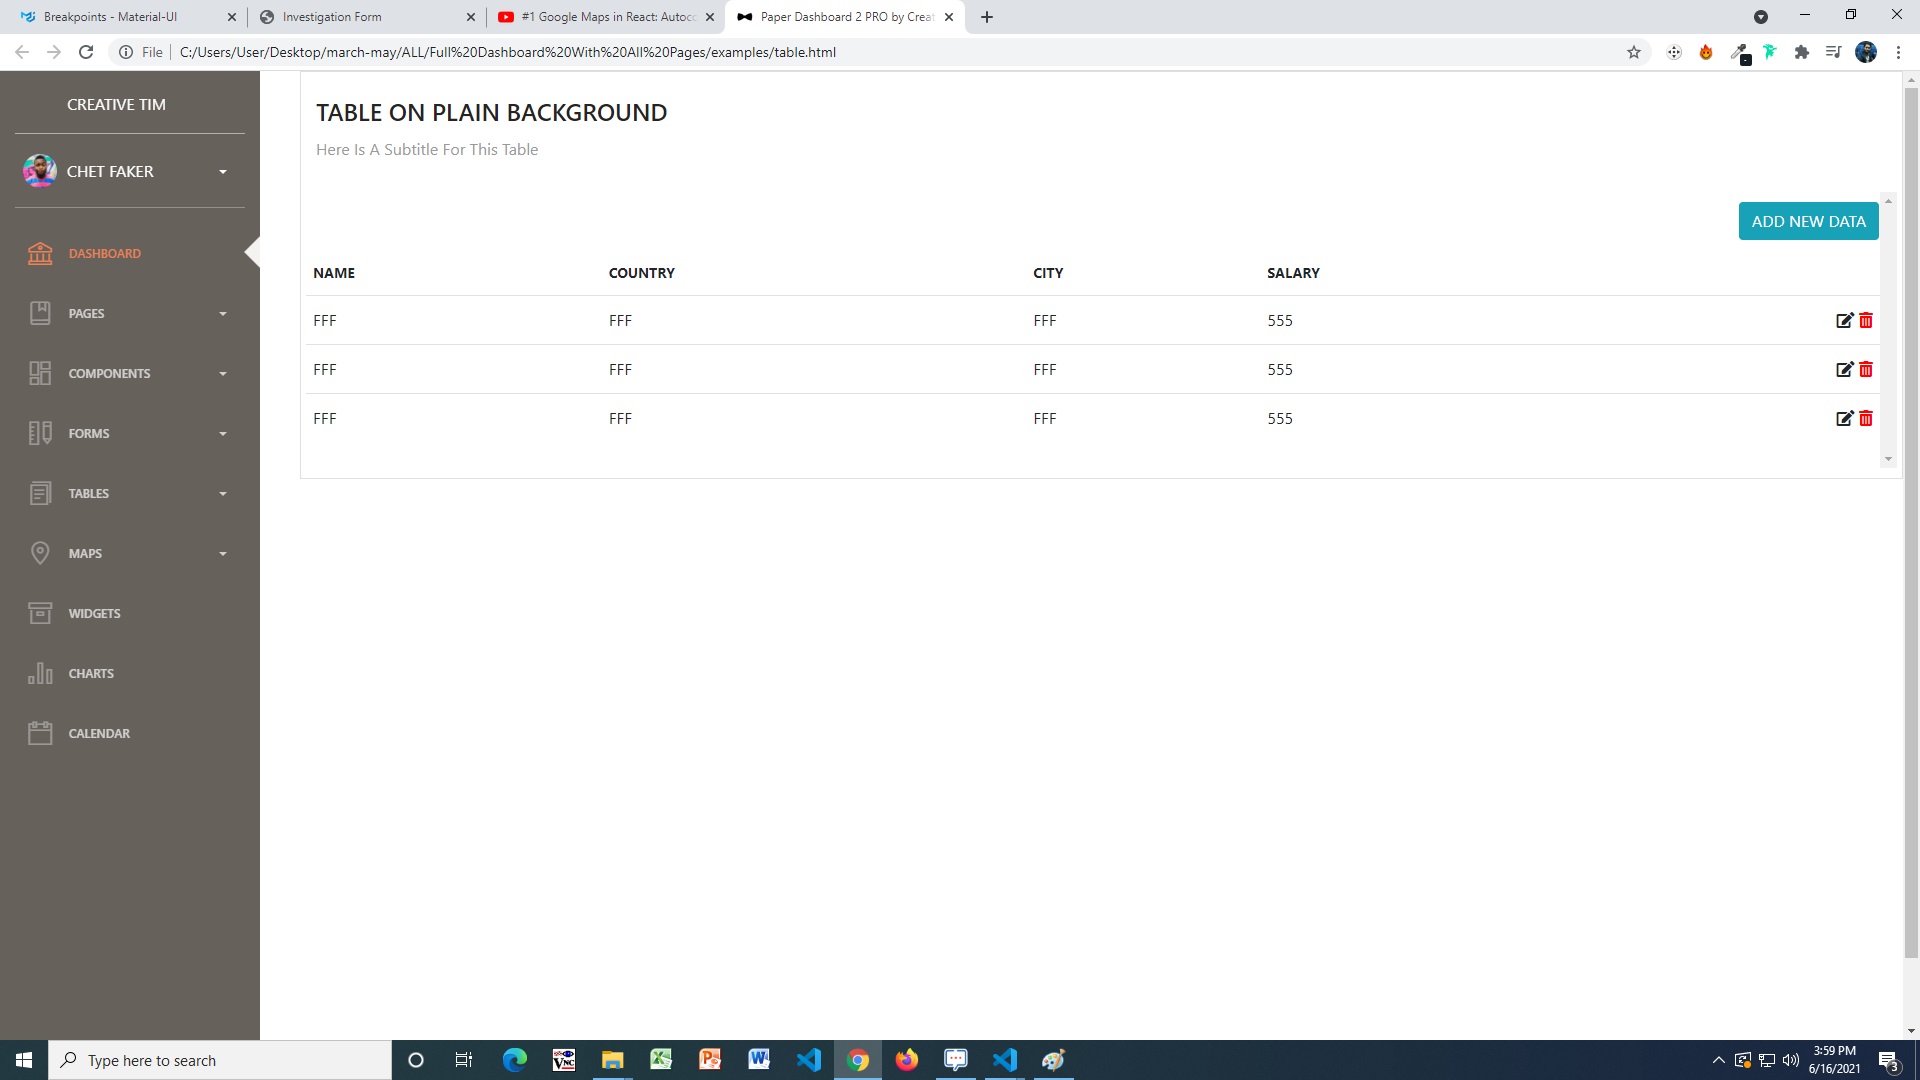 Breakpoints - Material-UI
Investigation Form
#1 Google Maps in React: Autoco
Paper Dashboard 2 PRO by Creat
File
C:/Users/User/Desktop/march-may/ALL/Full%20Dashboard%20With%20All%20Pages/examples/table.html
CREATIVE TIM
CHET FAKER
DASHBOARD
PAGES
COMPONENTS
FORMS
TABLES
MAPS
WIDGETS
CHARTS
CALENDAR
TABLE ON PLAIN BACKGROUND
Here Is A Subtitle For This Table
ADD NEW DATA
NAME COUNTRY CITY SALARY
FFF FFF FFF 555
FFF FFF FFF 555
FFF FFF FFF 555
Type here to search
3:59 PM
6/16/2021
3